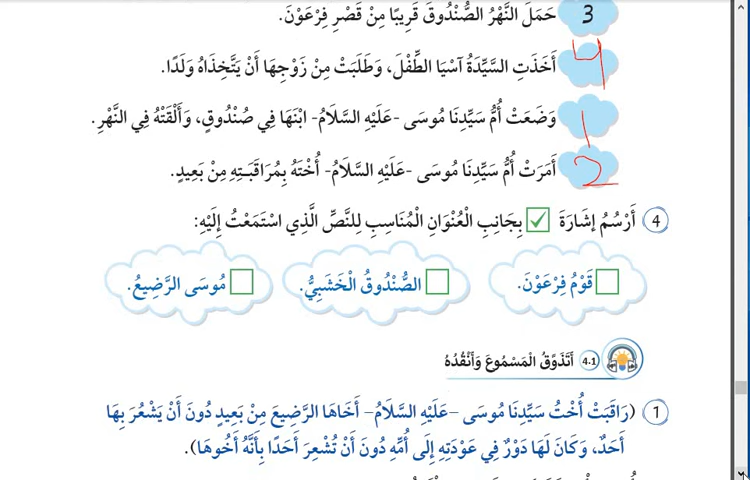 3 حَمَلَ النَّهْرُ الصُّنْدُوقَ قَرِيبًا مِنْ قَصْرِ فِرْعَوْنَ.
4 أَخَذَتِ السَّيِّدَةُ آسْيَا الطِّفْلَ، وَطَلَبَتْ مِنْ زَوْجِهَا أَنْ يَتَّخِذَاهُ وَلَدًا.
1 وَضَعَتْ أُمُّ سَيِّدِنَا مُوسَى -عَلَيْهِ السَّلَامُ- ابْنَهَا فِي صُنْدُوقٍ، وَأَلْقَتْهُ فِي النَّهْرِ.
2 أَمَرَتْ أُمُّ سَيِّدِنَا مُوسَى -عَلَيْهِ السَّلَامُ- أُخْتَهُ بِمُرَاقَبَتِهِ مِنْ بَعِيدٍ.
4 أَرْسُمُ إِشَارَةَ ✓ بِجَانِبِ الْعُنْوَانِ الْمُنَاسِبِ لِلنَّصِّ الَّذِي اسْتَمَعْتُ إِلَيْهِ:
قَوْمُ فِرْعَوْنَ. الصُّنْدُوقُ الْخَشَبِيُّ. مُوسَى الرَّضِيعُ.
4.1 أَتَذَوَّقُ الْمَسْمُوعَ وَأَنْقُدُهُ
1 (رَاقَبَتْ أُخْتُ سَيِّدِنَا مُوسَى -عَلَيْهِ السَّلَامُ- أَخَاهَا الرَّضِيعَ مِنْ بَعِيدٍ دُونَ أَنْ يَشْعُرَ بِهَا
أَحَدٌ، وَكَانَ لَهَا دَوْرٌ فِي عَوْدَتِهِ إِلَى أُمِّهِ دُونَ أَنْ تُشْعِرَ أَحَدًا بِأَنَّهُ أَخُوهَا).